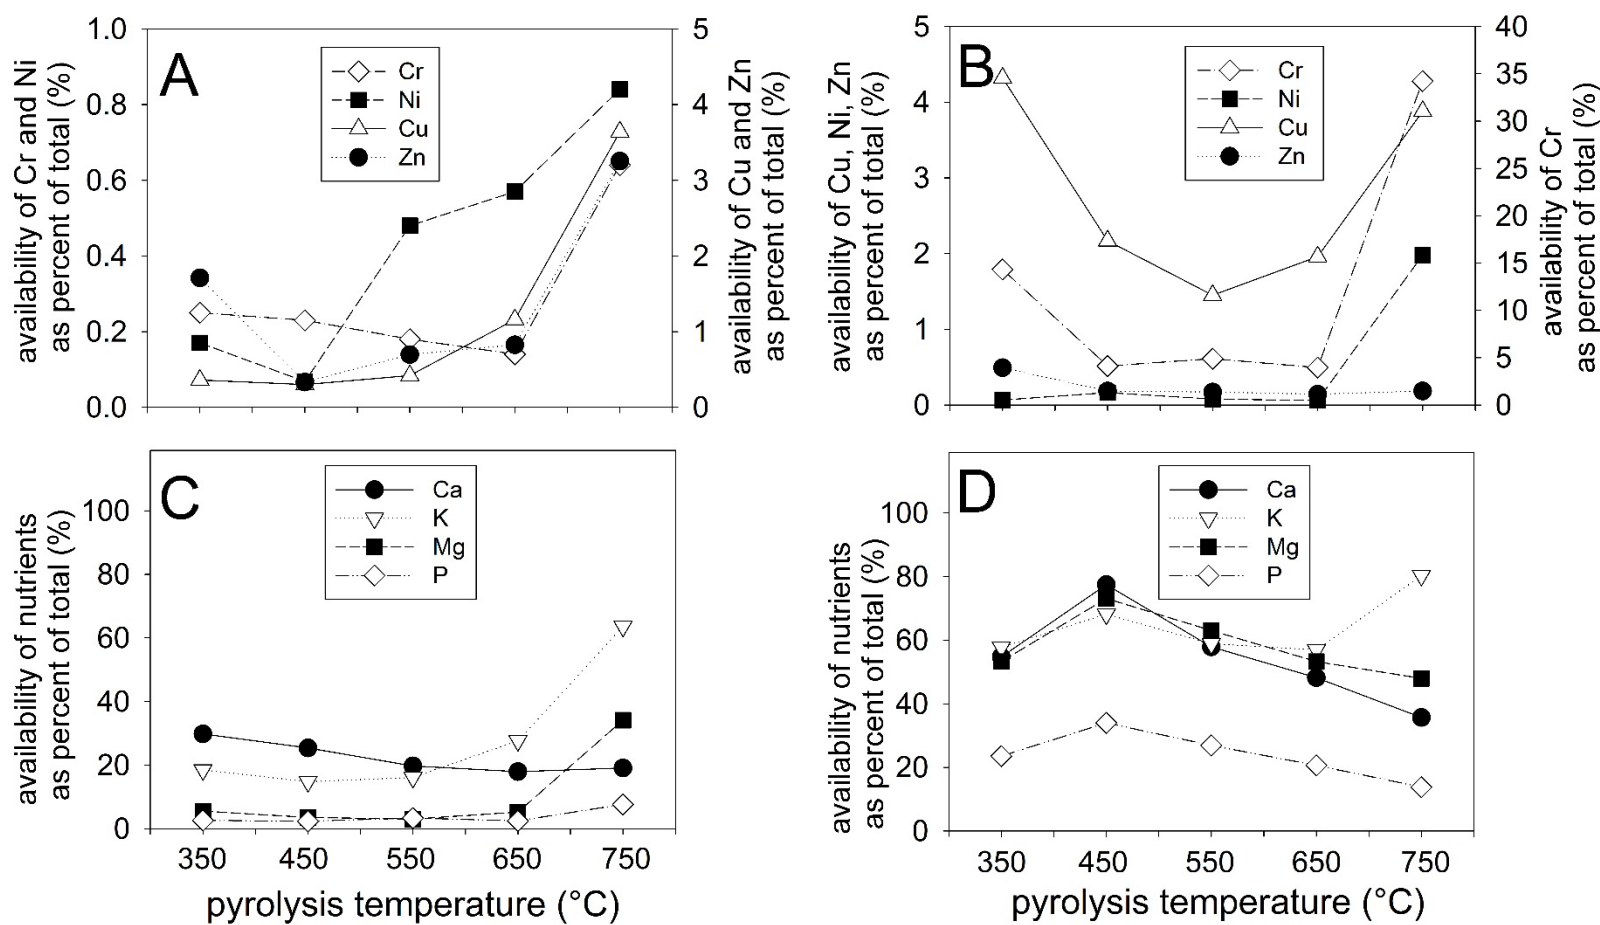 A
Cr
Ni
Cu
Zn
1.0
0.8
0.6
0.4
0.2
0.0
availability of Cr and Ni
as percent of total (%)
5
4
3
2
1
0
availability of Cu and Zn
as percent of total (%)
B
Cr
Ni
Cu
Zn
5
4
3
2
1
0
availability of Cu, Ni, Zn
as percent of total (%)
40
35
30
25
20
15
10
5
0
availability of Cr
as percent of total (%)
C
Ca
K
Mg
P
100
80
60
40
20
0
availability of nutrients
as percent of total (%)
350 450 550 650 750
pyrolysis temperature (°C)
D
Ca
K
Mg
P
100
80
60
40
20
0
availability of nutrients
as percent of total (%)
350 450 550 650 750
pyrolysis temperature (°C)